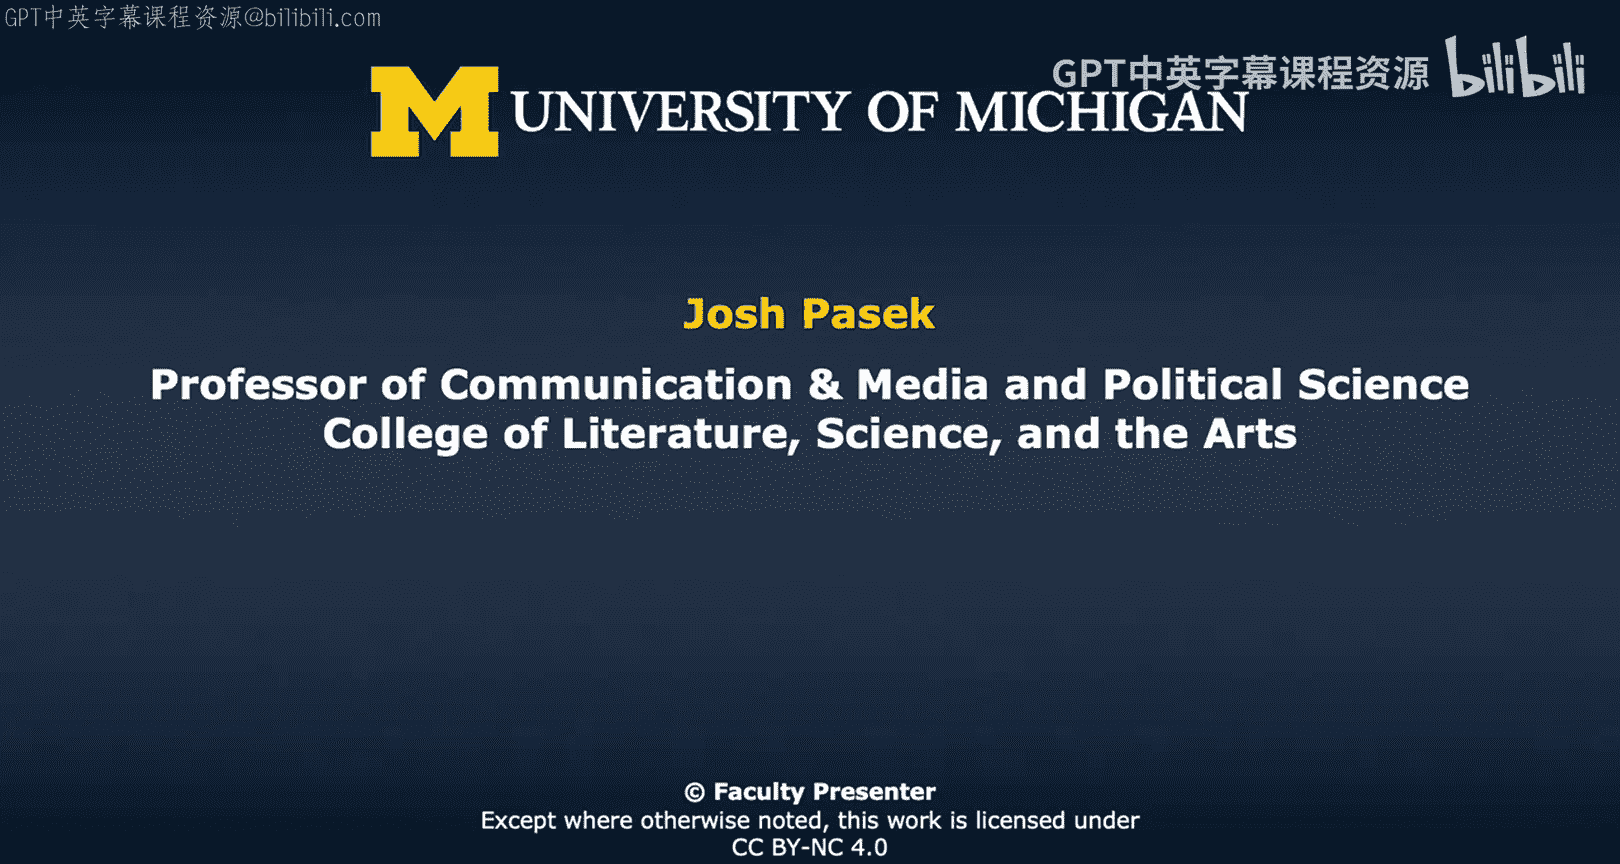 GPT中英字幕课程资源@bilibili.com
GPT中英字幕课程资源 bilibili
M UNIVERSITY OF MICHIGAN
Josh Pasek
Professor of Communication & Media and Political Science
College of Literature, Science, and the Arts
© Faculty Presenter
Except where otherwise noted, this work is licensed under
CC BY-NC 4.0